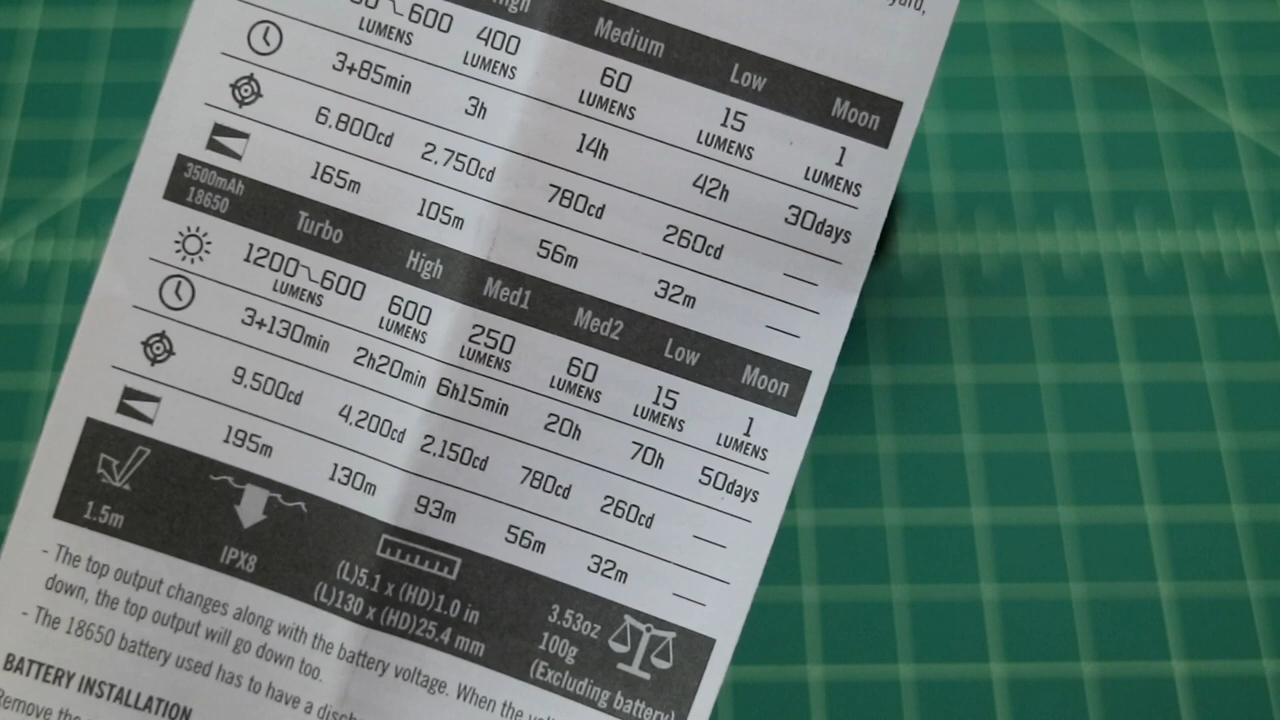 Medium Low Moon
600 400 60 15 1
LUMENS LUMENS LUMENS LUMENS LUMENS
3+85min 3h 14h 42h 30days
6,800cd 2,750cd 780cd 260cd —
165m 105m 56m 32m —
3500mAh
18650 Turbo High Med1 Med2 Low Moon
1200~600 600 250 60 15 1
LUMENS LUMENS LUMENS LUMENS LUMENS LUMENS
3+130min 2h20min 6h15min 20h 70h 50days
9,500cd 4,200cd 2,150cd 780cd 260cd —
195m 130m 93m 56m 32m —
1.5m IPX8 (L)5.1 x (HD)1.0 in
(L)130 x (HD)25.4 mm
3.53oz
100g
(Excluding battery)
- The top output changes along with the battery voltage. When the
down, the top output will go down too.
- The 18650 battery used has to have a
BATTERY INSTALLATION
Remove the